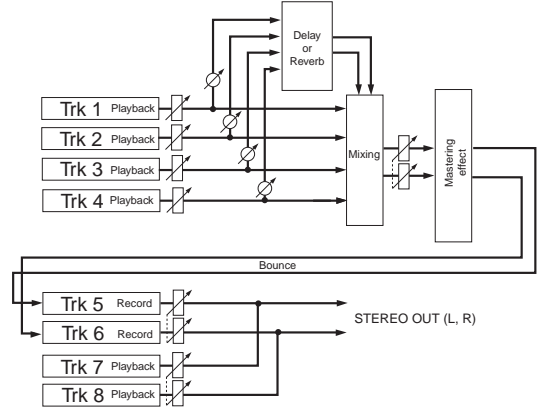 Delay
or
Reverb
Trk 1 Playback
Trk 2 Playback
Trk 3 Playback
Trk 4 Playback
Mixing
Mastering
effect
Bounce
Trk 5 Record
Trk 6 Record
Trk 7 Playback
Trk 8 Playback
STEREO OUT (L, R)